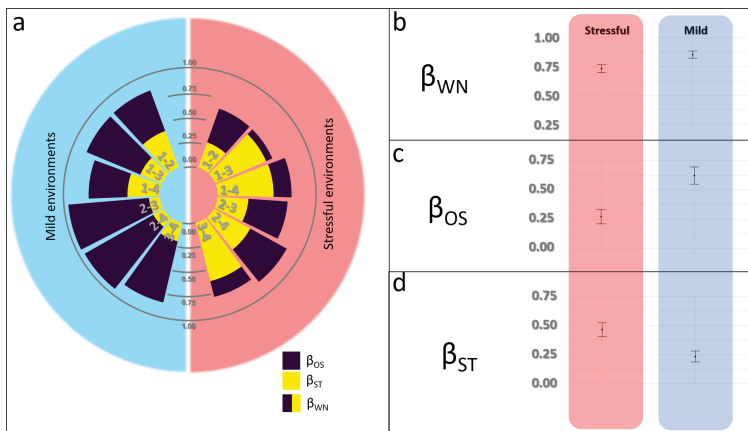 a
1.00
0.75
0.50
0.25
0.00
Mild environments
1-2
1-3
1-4
2-3
2-4
3-4
Stressful environments
1-2
1-3
1-4
2-3
2-4
3-4
0.00
0.25
0.50
0.75
1.00
βOS
βST
βWN
b
Stressful
Mild
βWN
1.00
0.75
0.50
0.25
c
βOS
0.75
0.50
0.25
0.00
d
βST
0.75
0.50
0.25
0.00